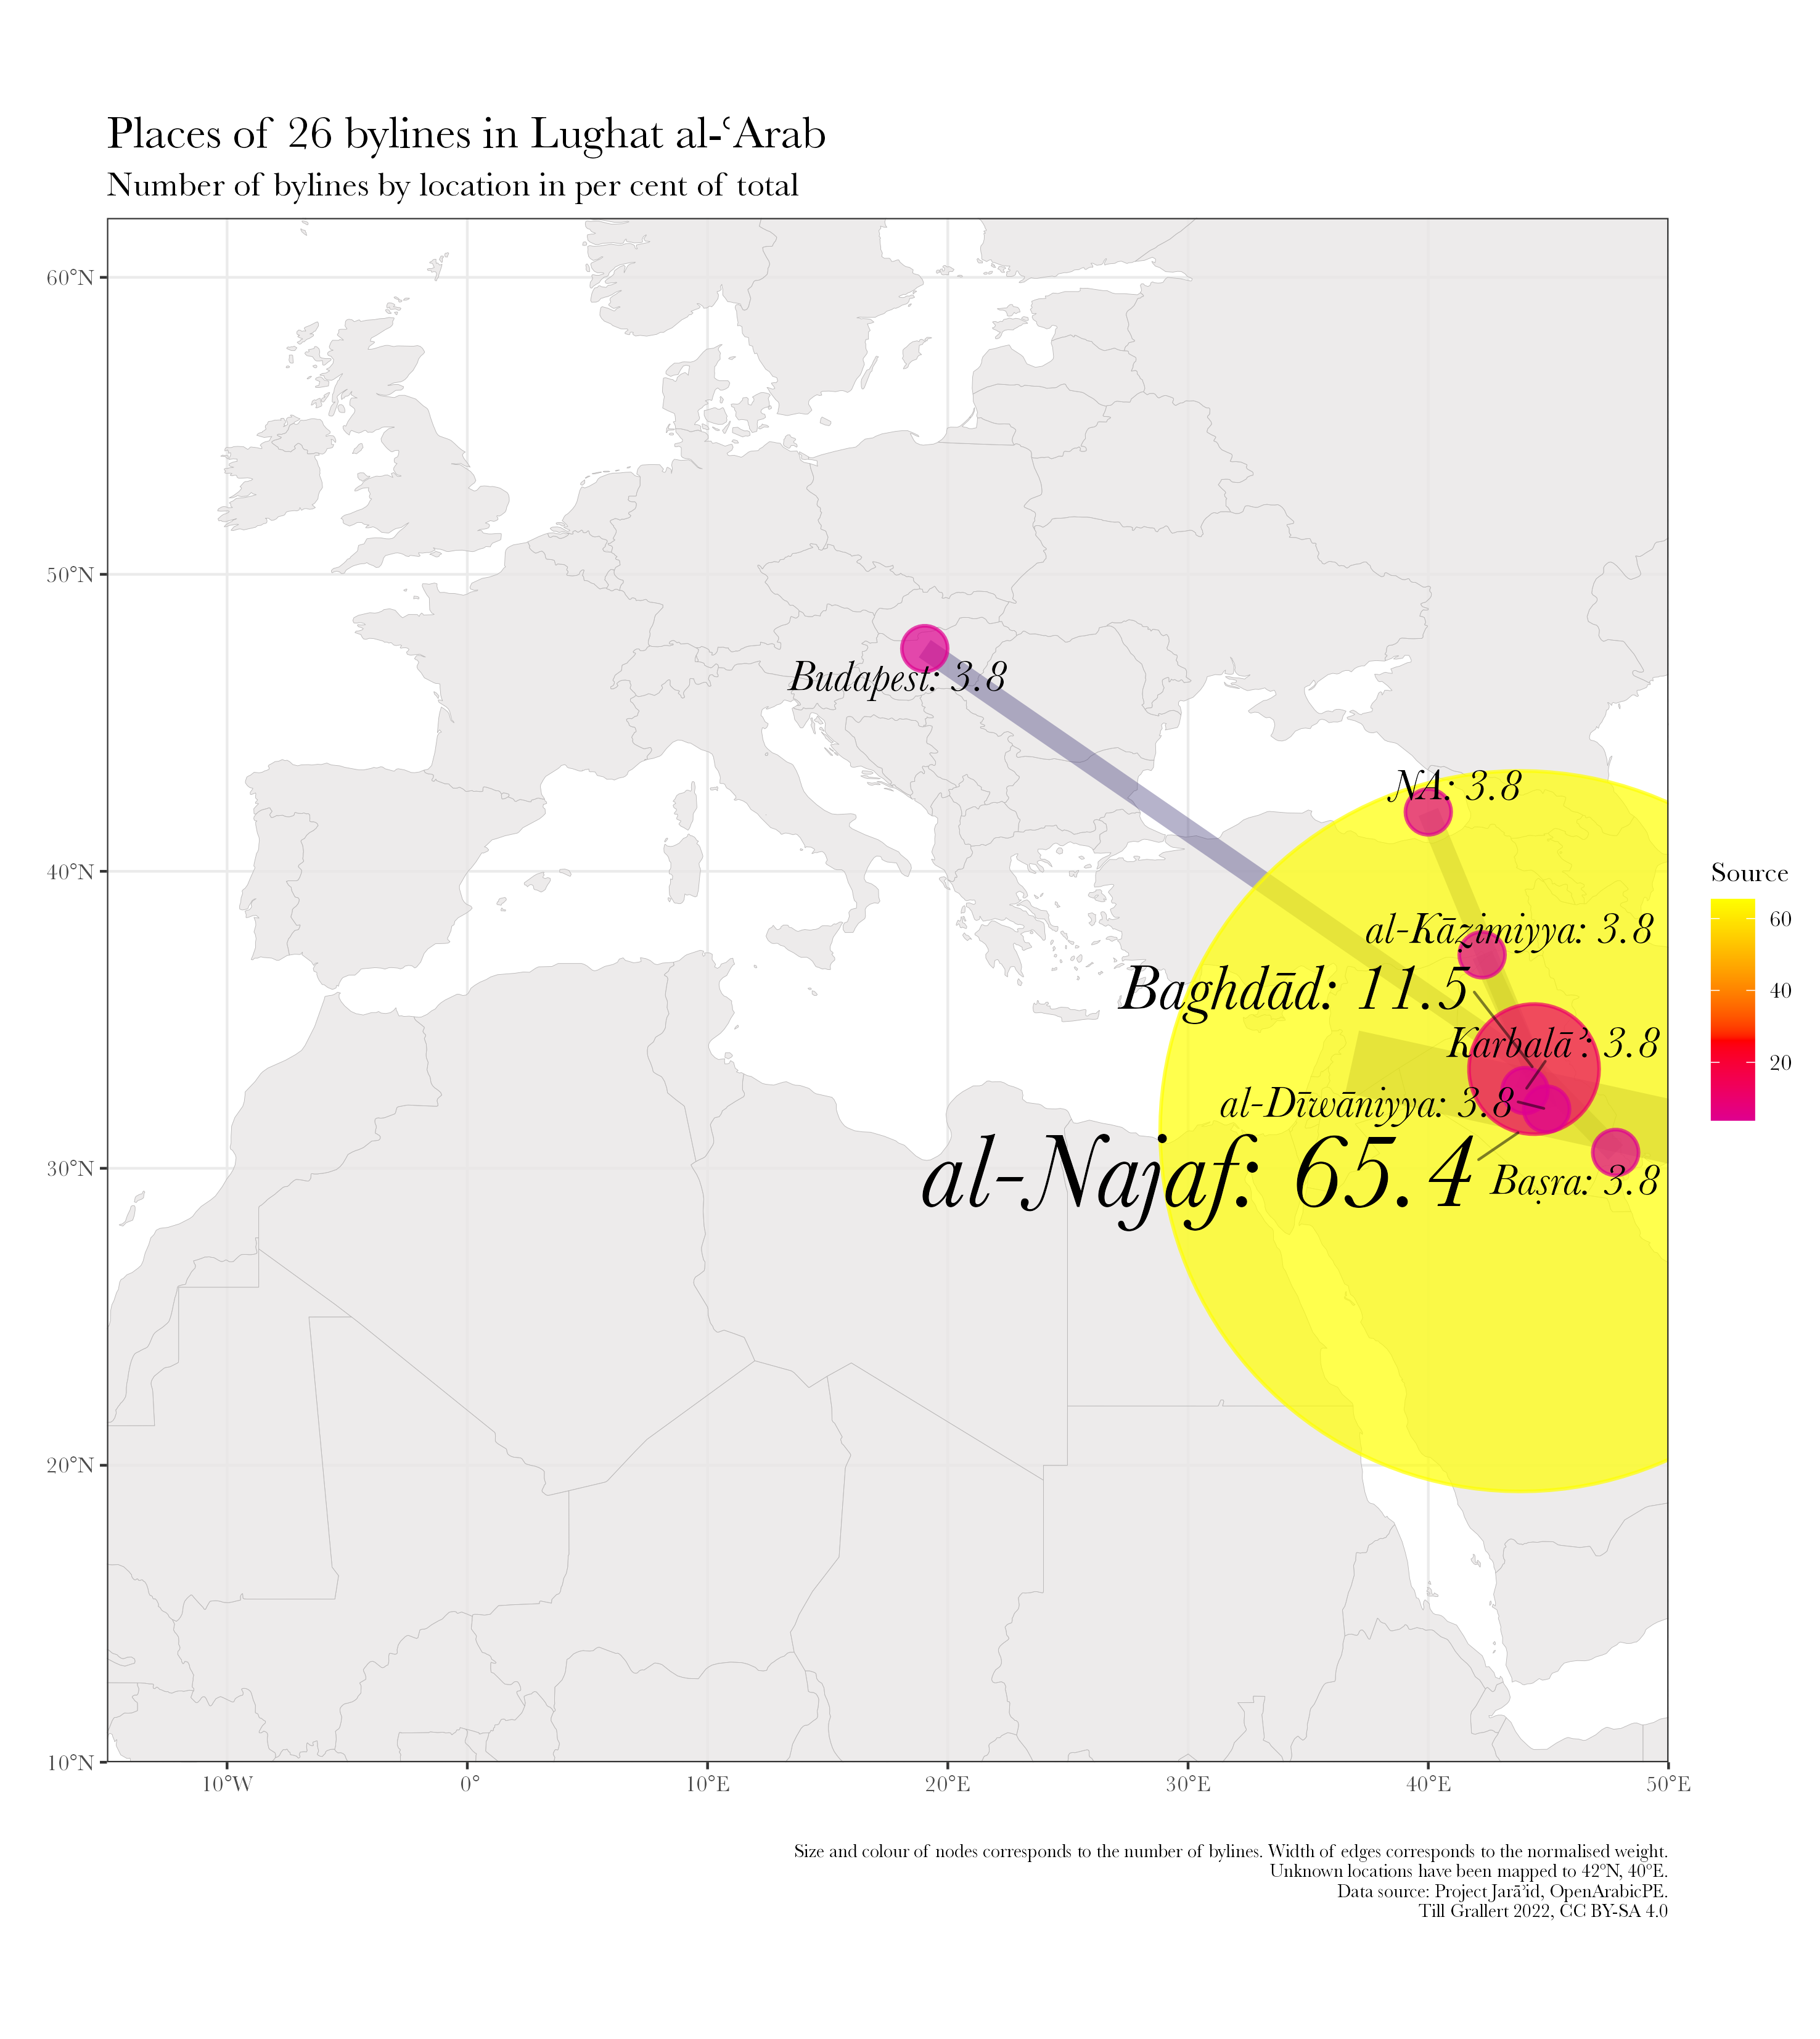 Places of 26 bylines in Lughat al-ʿArab
Number of bylines by location in per cent of total
60°N
50°N
40°N
30°N
20°N
10°N
10°W
0°
10°E
20°E
30°E
40°E
50°E
Budapest: 3.8
NA: 3.8
al-Kāẓimiyya: 3.8
Baghdād: 11.5
Karbalāʾ: 3.8
al-Dīwāniyya: 3.8
al-Najaf: 65.4
Baṣra: 3.8
Source
60
40
20
Size and colour of nodes corresponds to the number of bylines. Width of edges corresponds to the normalised weight.
Unknown locations have been mapped to 42°N, 40°E.
Data source: Project Jarāʾid, OpenArabicPE.
Till Grallert 2022, CC BY-SA 4.0